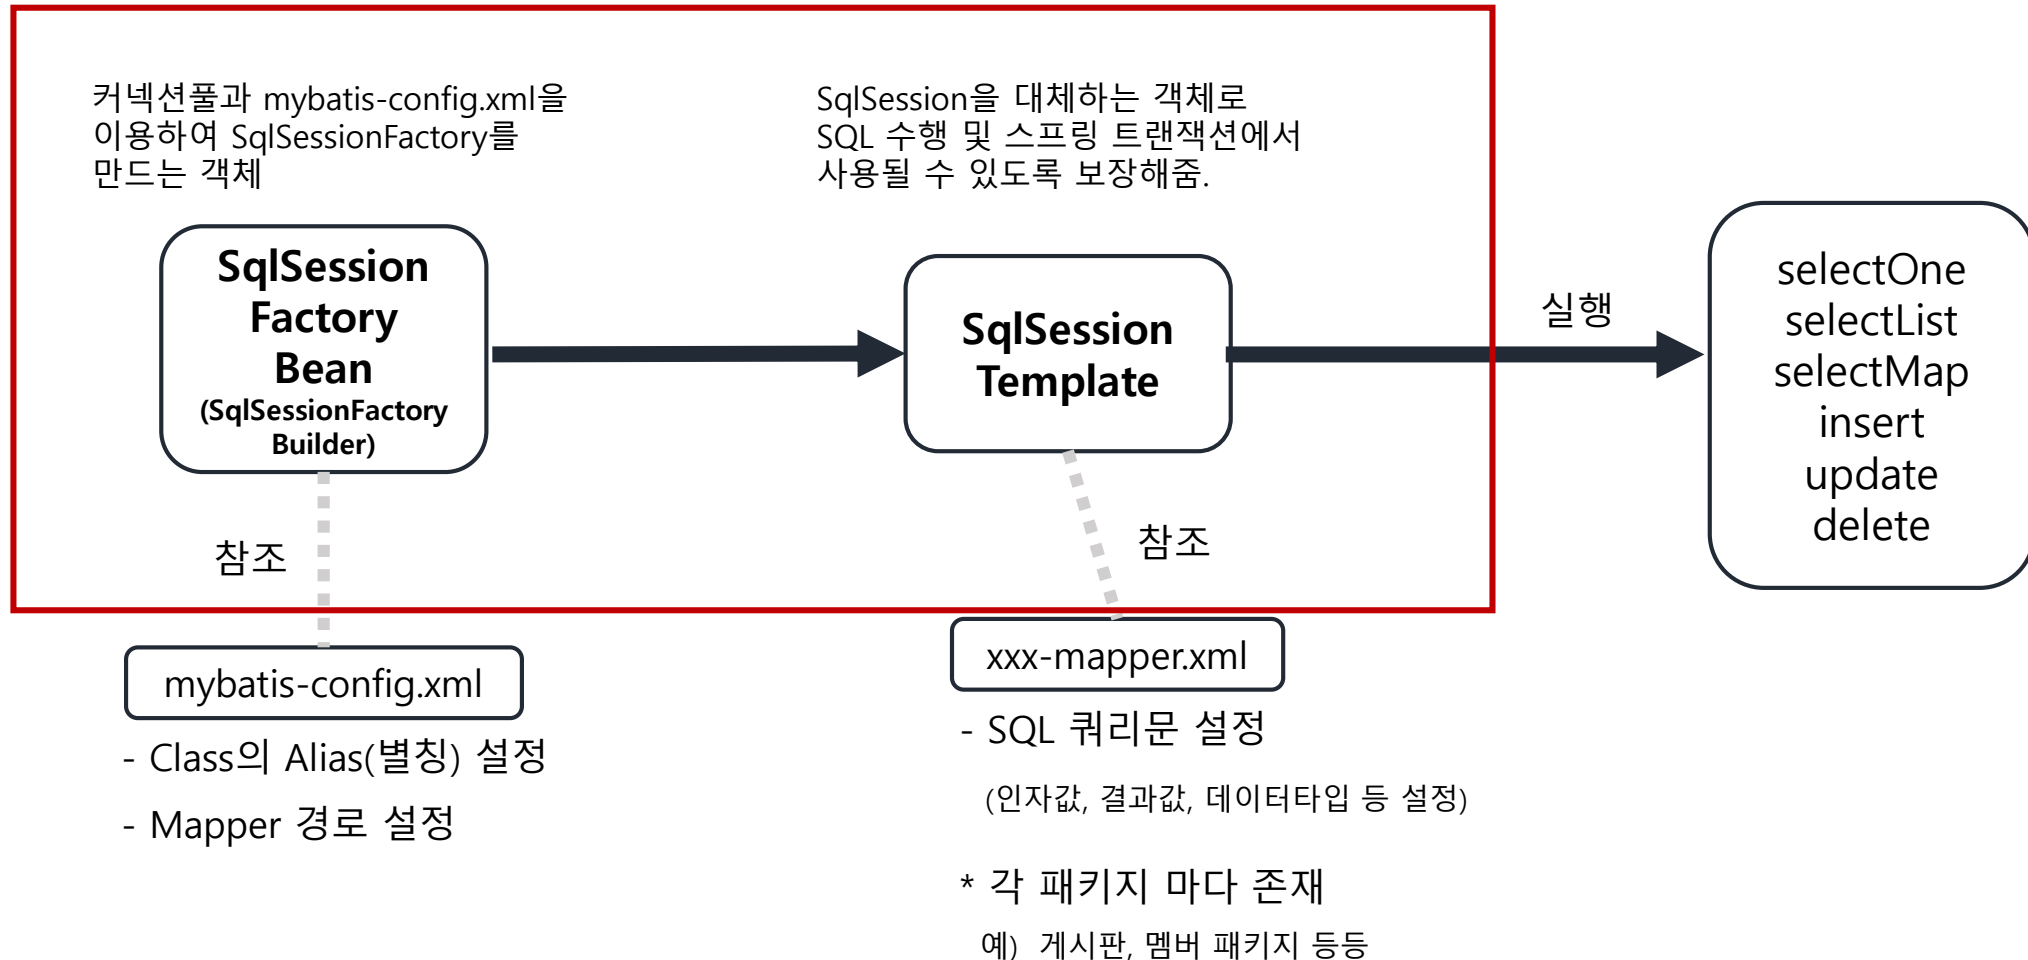 커넥션풀과 mybatis-config.xml을
이용하여 SqlSessionFactory를
만드는 객체
SqlSession을 대체하는 객체로
SQL 수행 및 스프링 트랜잭션에서
사용될 수 있도록 보장해줌.
SqlSession
Factory
Bean
(SqlSessionFactory
Builder)
SqlSession
Template
실행
selectOne
selectList
selectMap
insert
update
delete
참조
참조
mybatis-config.xml
- Class의 Alias(별칭) 설정
- Mapper 경로 설정
xxx-mapper.xml
- SQL 쿼리문 설정
(인자값, 결과값, 데이터타입 등 설정)
* 각 패키지 마다 존재
예) 게시판, 멤버 패키지 등등